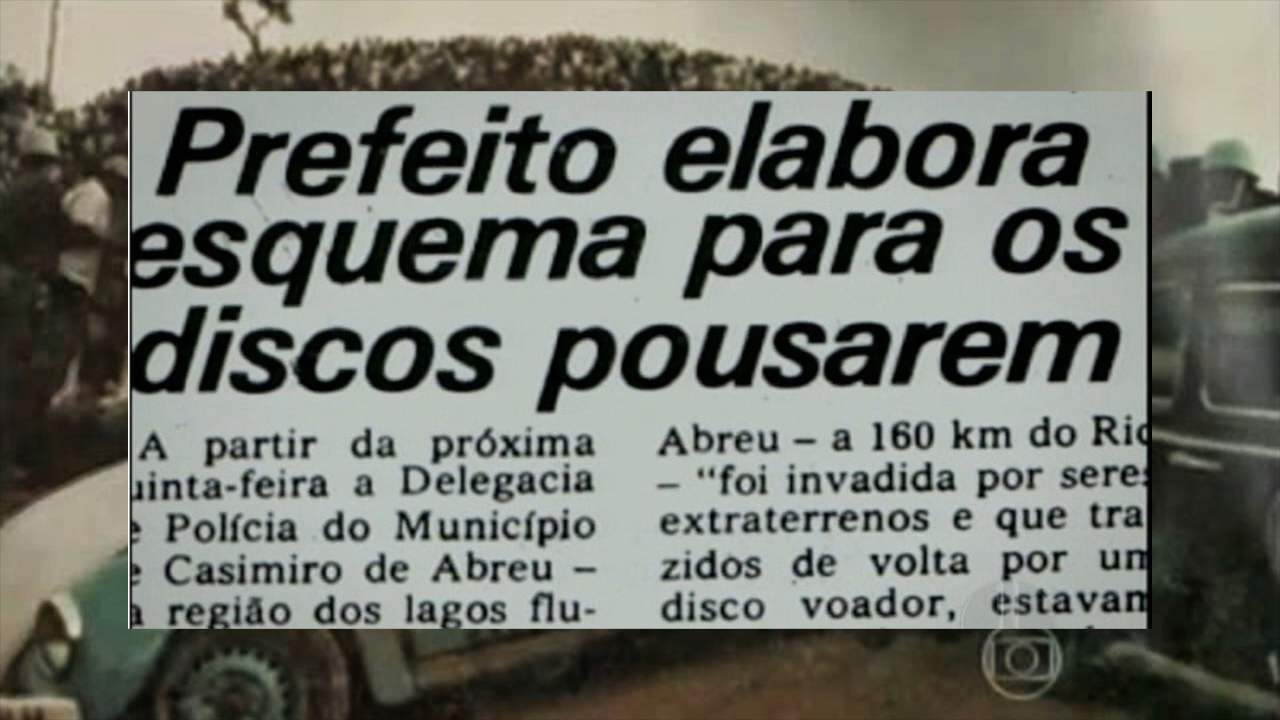 Prefeito elabora
esquema para os
discos pousarem
A partir da próxima
uinta-feira a Delegacia
e Polícia do Município
e Casimiro de Abreu –
a região dos lagos flu-
Abreu – a 160 km do Rio
– “foi invadida por seres
extraterrenos e que tra
zidos de volta por um
disco voador, estavam